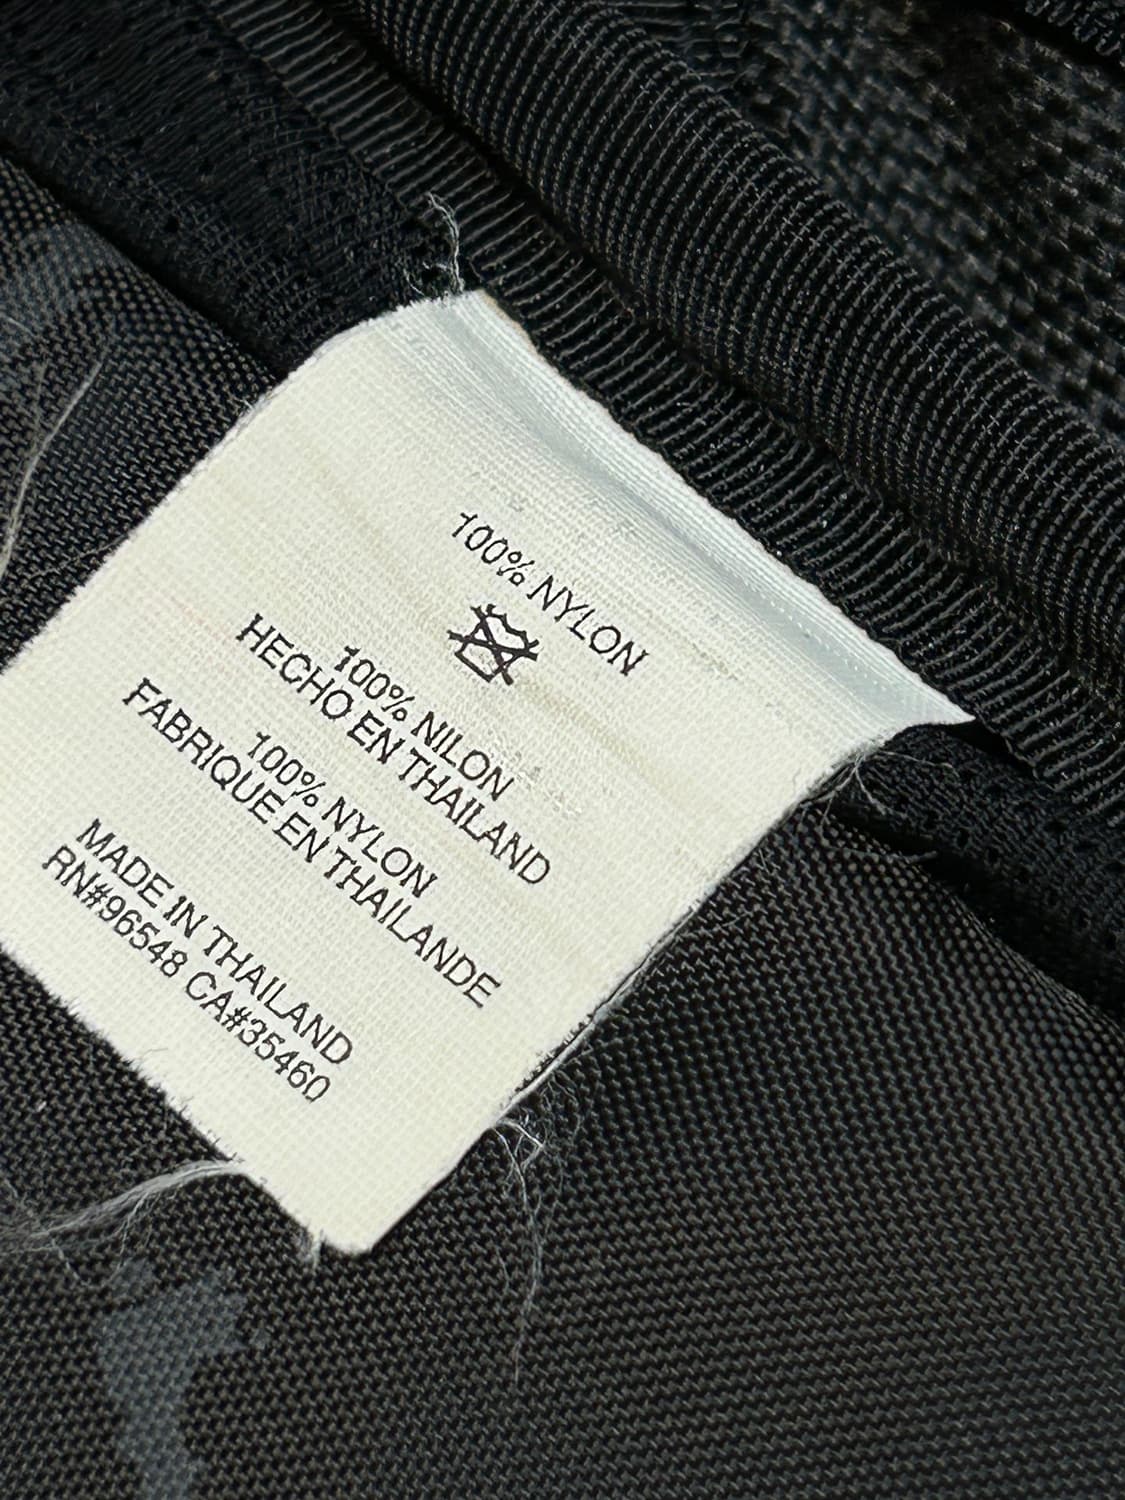 100% NYLON
100% NILON
HECHO EN THAILAND
100% NYLON
FABRIQUE EN THAILANDE
MADE IN THAILAND
RN#96548 CA#35460